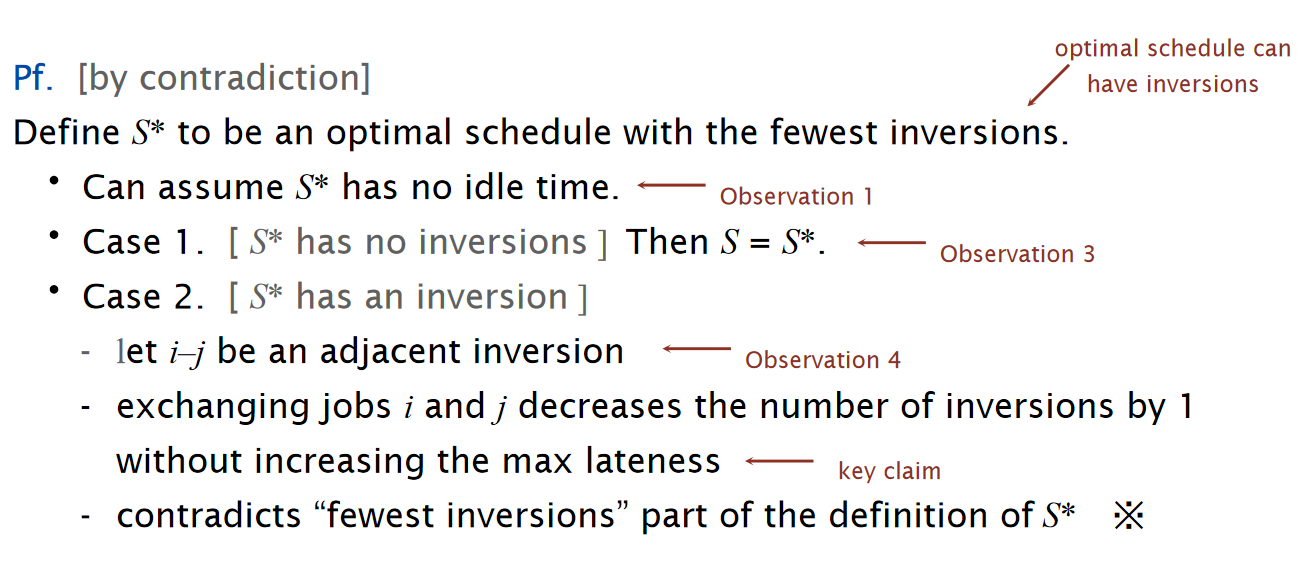 optimal schedule can
have inversions
Pf. [by contradiction]
Define S* to be an optimal schedule with the fewest inversions.
• Can assume S* has no idle time. Observation 1
• Case 1. [ S* has no inversions ] Then S = S*. Observation 3
• Case 2. [ S* has an inversion ]
- let i–j be an adjacent inversion Observation 4
- exchanging jobs i and j decreases the number of inversions by 1
without increasing the max lateness key claim
- contradicts “fewest inversions” part of the definition of S* ※